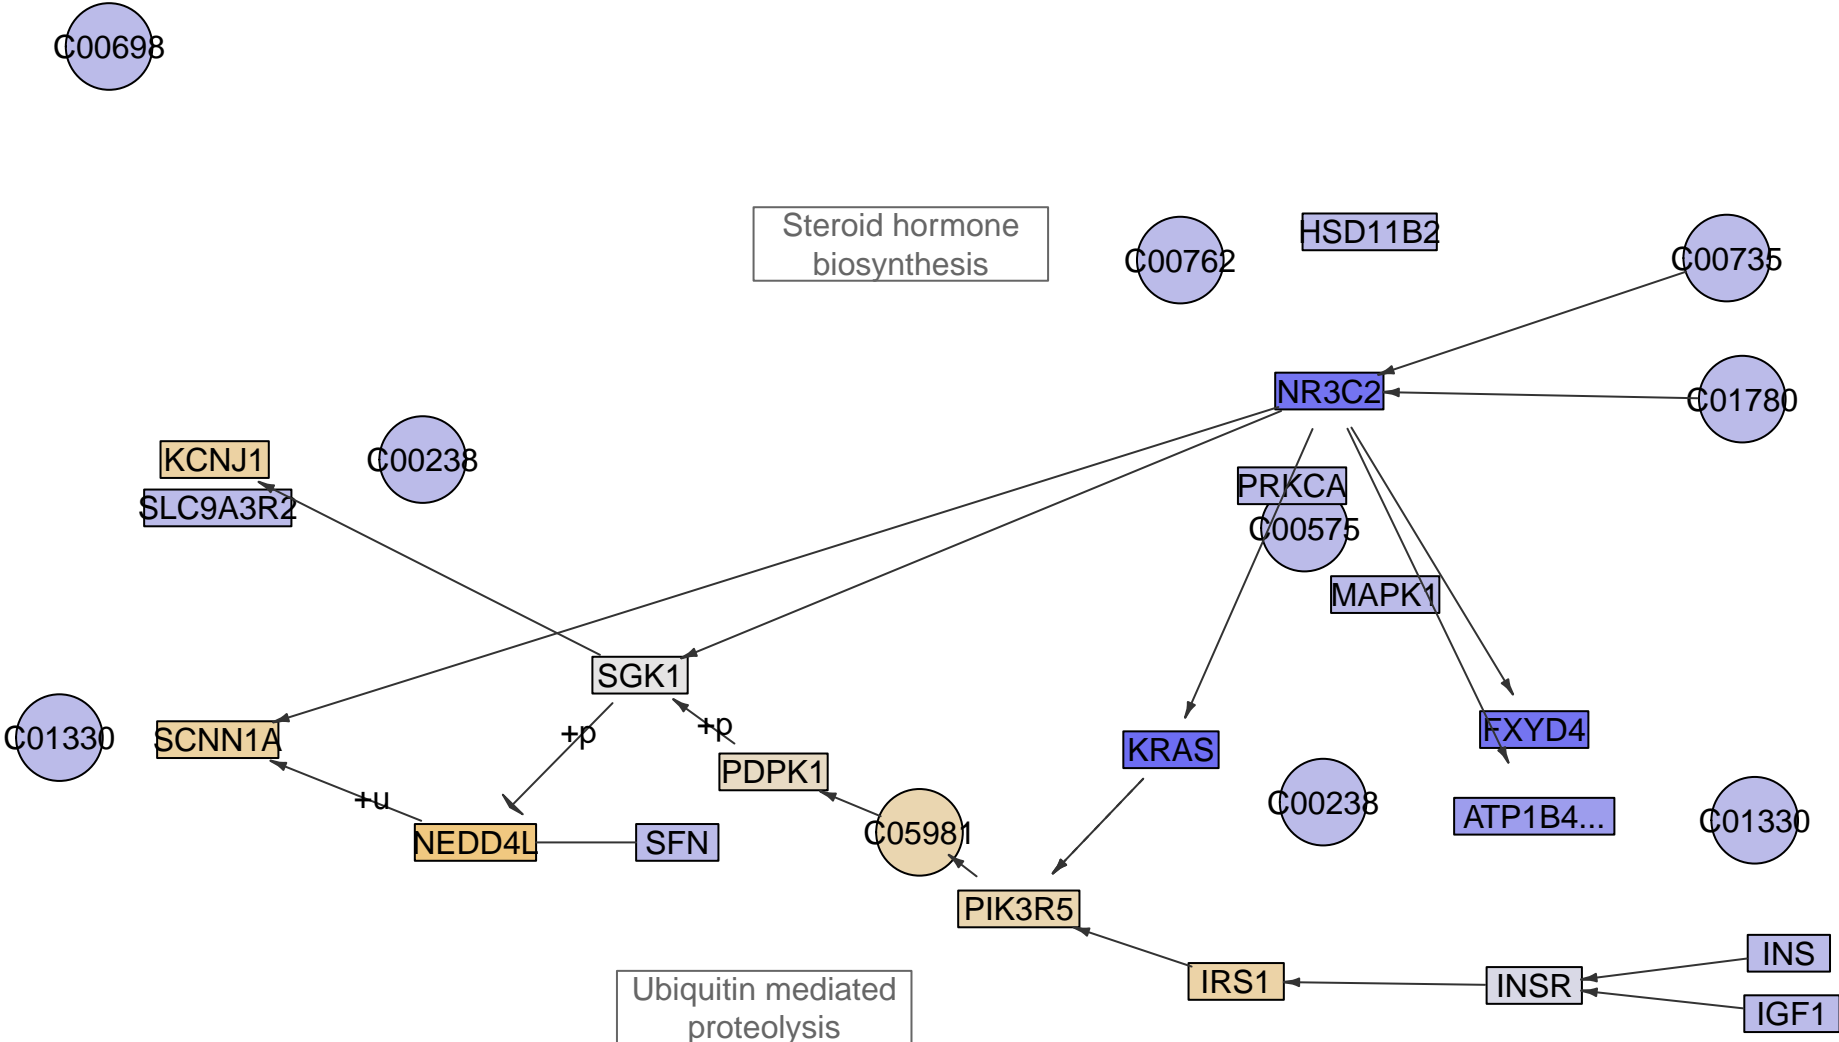 C00698
Steroid hormone
biosynthesis
C00762
HSD11B2
C00735
NR3C2
C01780
KCNJ1
C00238
SLC9A3R2
PRKCA
C00575
MAPK1
SGK1
C01330
SCNN1A
+p
+p
KRAS
FXYD4
PDPK1
+u
C00238
ATP1B4...
C01330
NEDD4L
SFN
C05981
PIK3R5
INS
Ubiquitin mediated
proteolysis
IRS1
INSR
IGF1